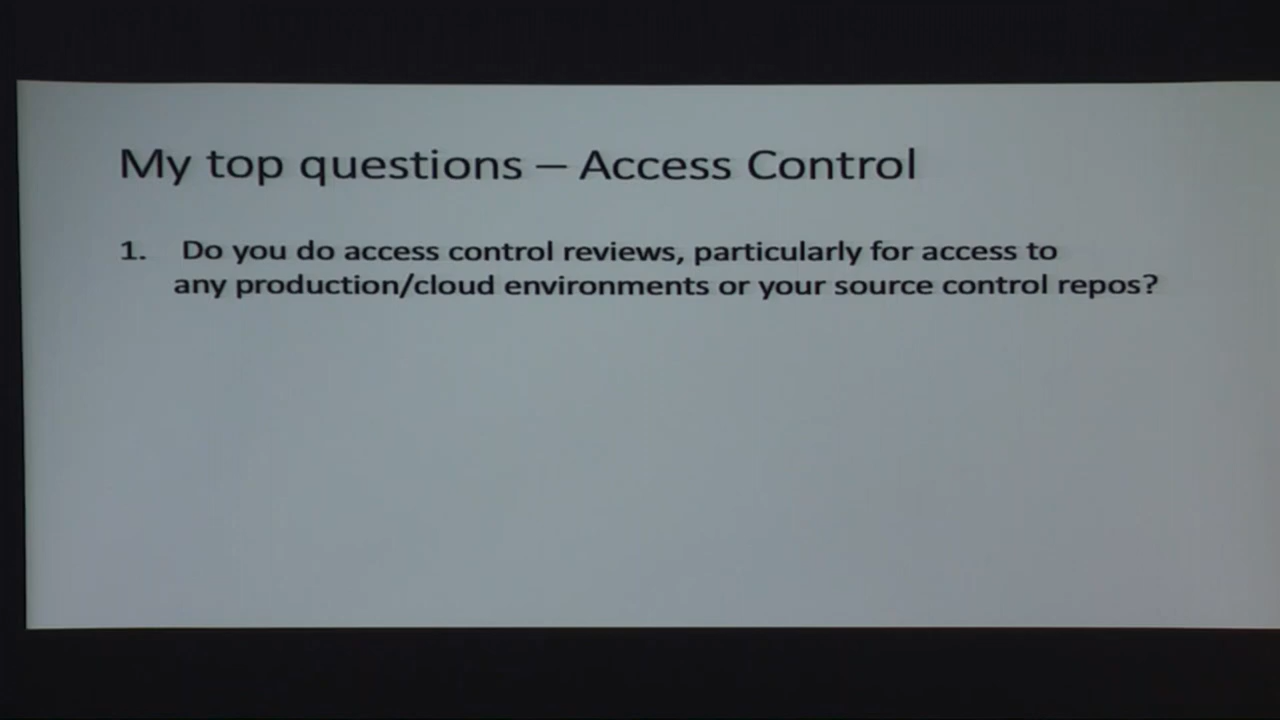 My top questions – Access Control
1. Do you do access control reviews, particularly for access to
any production/cloud environments or your source control repos?